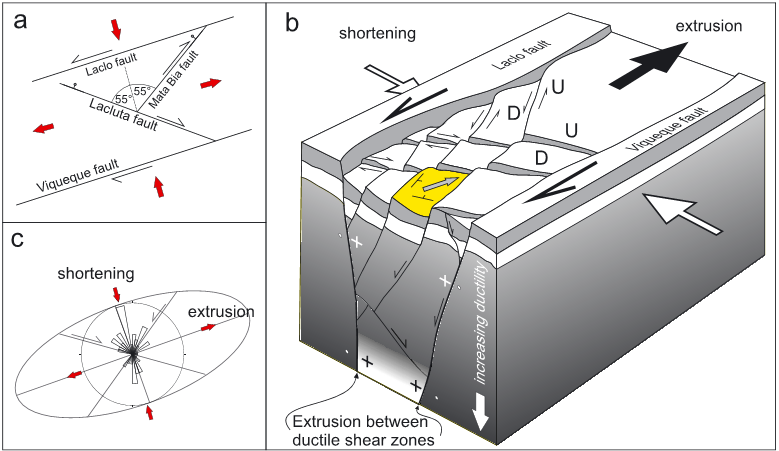 a
Laclo fault
55°
55°
Mata Bia fault
Lacluta fault
Viqueque fault
b
shortening
extrusion
Laclo fault
U
D
U
D
Viqueque fault
increasing ductility
Extrusion between
ductile shear zones
c
shortening
extrusion